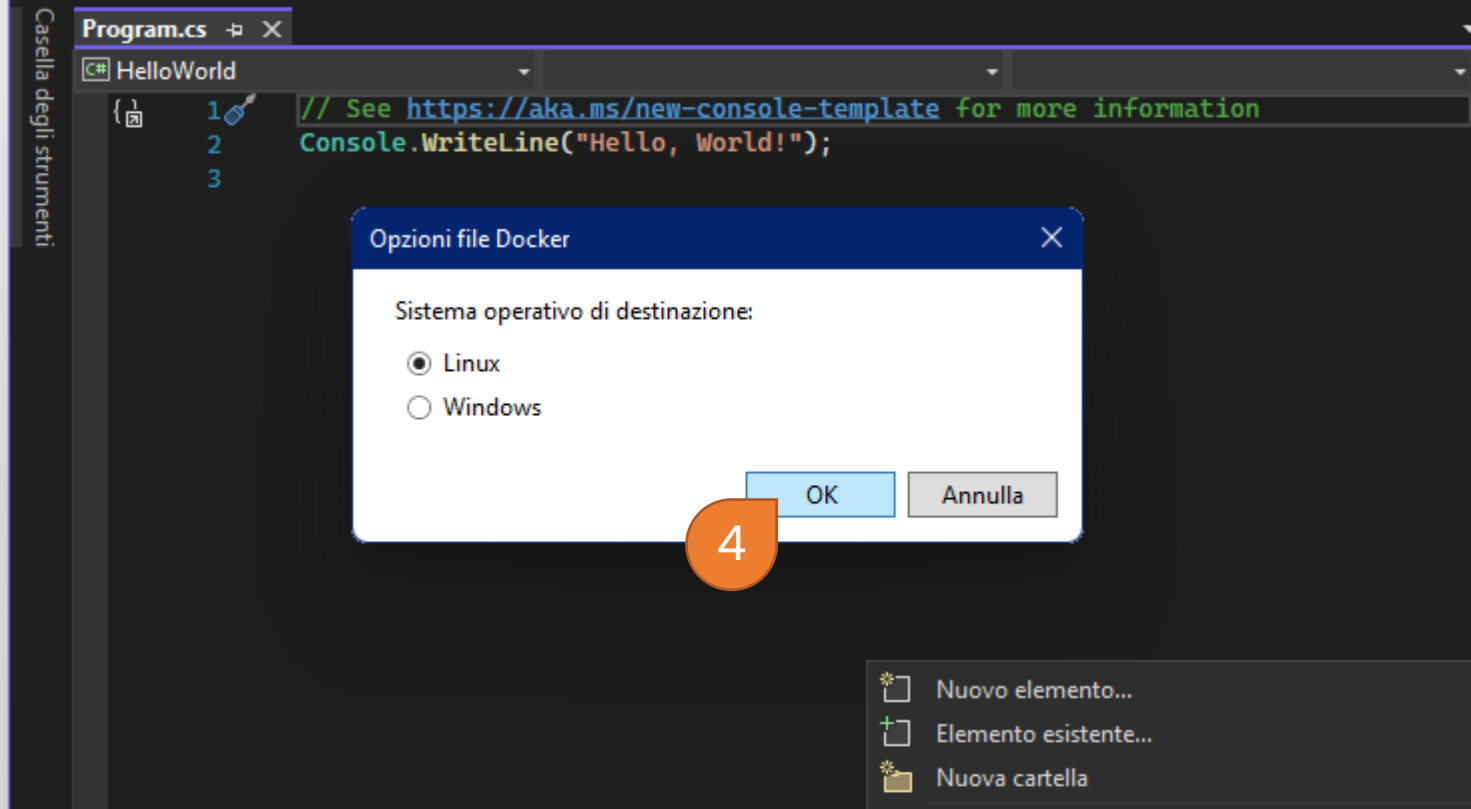 Casella degli strumenti
Program.cs
C# HelloWorld
1 // See https://aka.ms/new-console-template for more information
2 Console.WriteLine("Hello, World!");
3
Opzioni file Docker
Sistema operativo di destinazione:
Linux
Windows
OK
Annulla
4
Nuovo elemento...
Elemento esistente...
Nuova cartella